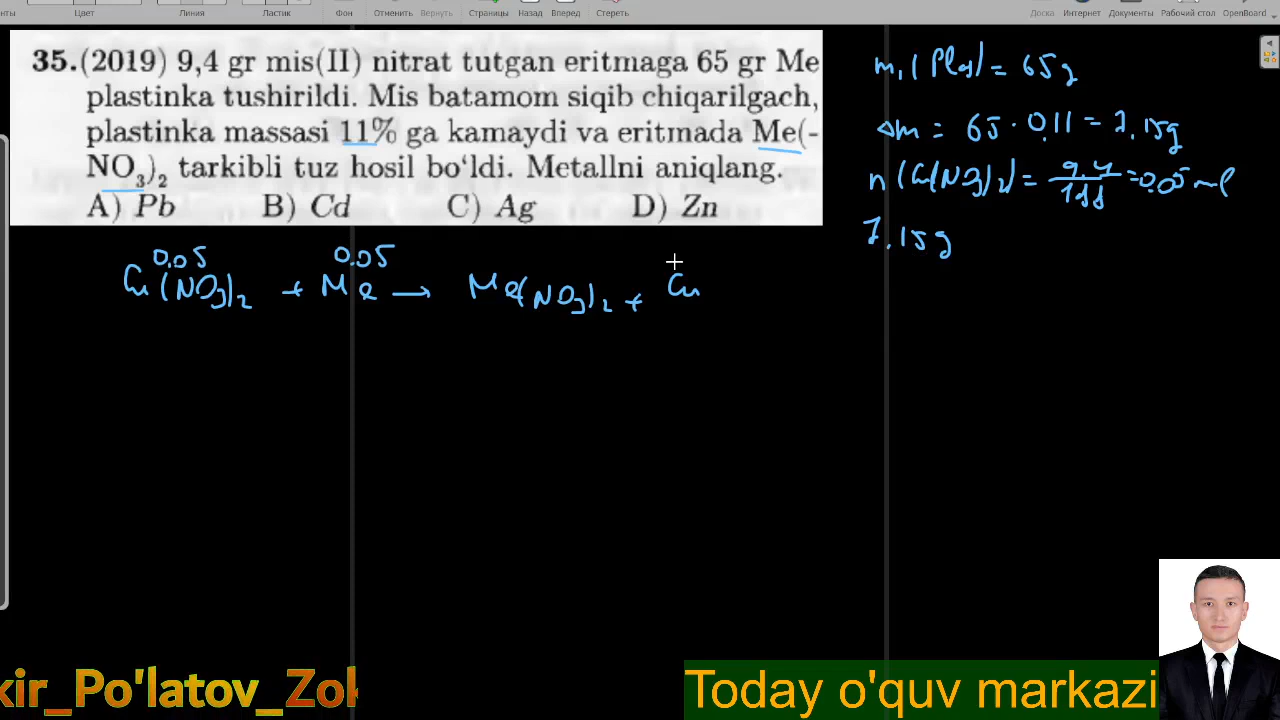 нты
Цвет
Линия
Ластик
Фон
Отменить
Вернуть
Страницы
Назад
Вперед
Стереть
Доска
Интернет
Документы
Рабочий стол
OpenBoard
35.(2019) 9,4 gr mis(II) nitrat tutgan eritmaga 65 gr Me
plastinka tushirildi. Mis batamom siqib chiqarilgach,
plastinka massasi 11% ga kamaydi va eritmada Me(-
NO₃)₂ tarkibli tuz hosil bo‘ldi. Metallni aniqlang.
A) Pb B) Cd C) Ag D) Zn
m₁(Plas) = 65g
Δm = 65 · 0.11 = 7.15g
n(Cu(NO₃)₂) = 9.4/188 = 0.05 mol
7.15g
0.05 0.05
Cu(NO₃)₂ + Me → Me(NO₃)₂ + Cu
kir_Po'latov_Zok
Today o'quv markazi